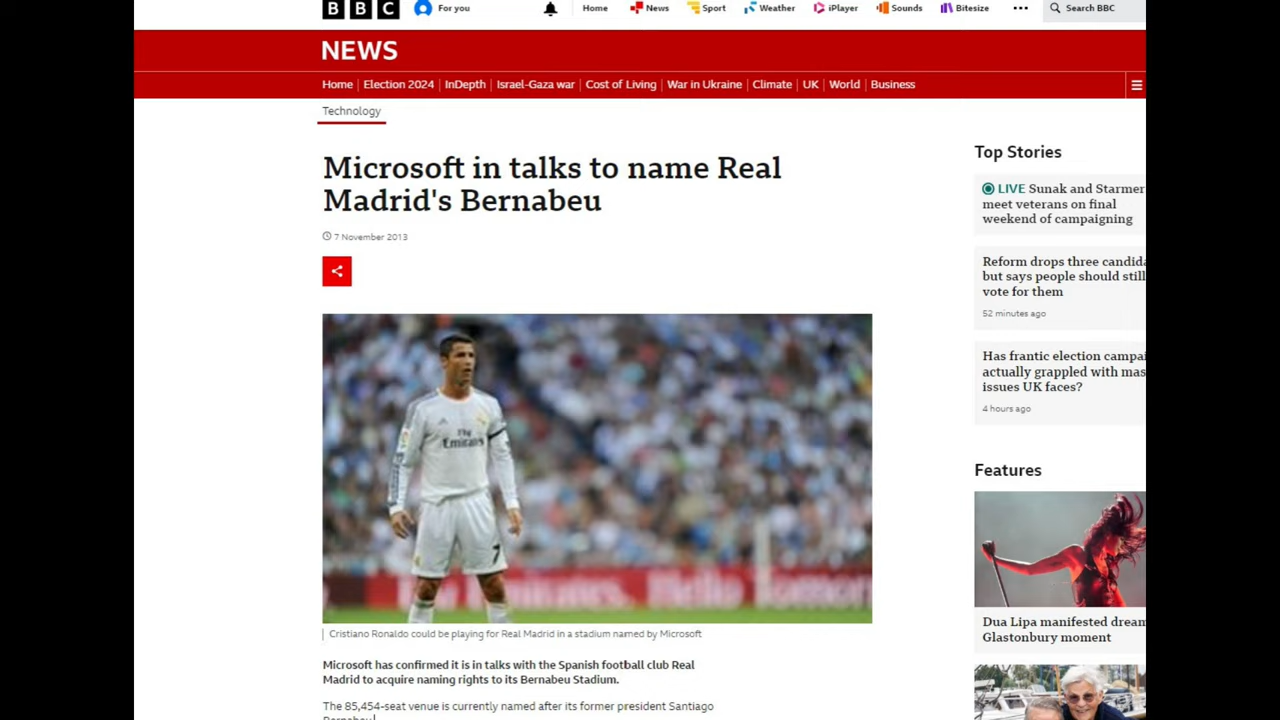 BBC For you Home News Sport Weather iPlayer Sounds Bitesize Search BBC
NEWS
Home Election 2024 InDepth Israel-Gaza war Cost of Living War in Ukraine Climate UK World Business
Technology
Microsoft in talks to name Real
Madrid's Bernabeu
7 November 2013
Fly
Emirates
7
Cristiano Ronaldo could be playing for Real Madrid in a stadium named by Microsoft
Microsoft has confirmed it is in talks with the Spanish football club Real
Madrid to acquire naming rights to its Bernabeu Stadium.
The 85,454-seat venue is currently named after its former president Santiago
Bernabeu
Top Stories
LIVE Sunak and Starmer
meet veterans on final
weekend of campaigning
Reform drops three candida
but says people should still
vote for them
52 minutes ago
Has frantic election campai
actually grappled with mas
issues UK faces?
4 hours ago
Features
Dua Lipa manifested dream
Glastonbury moment